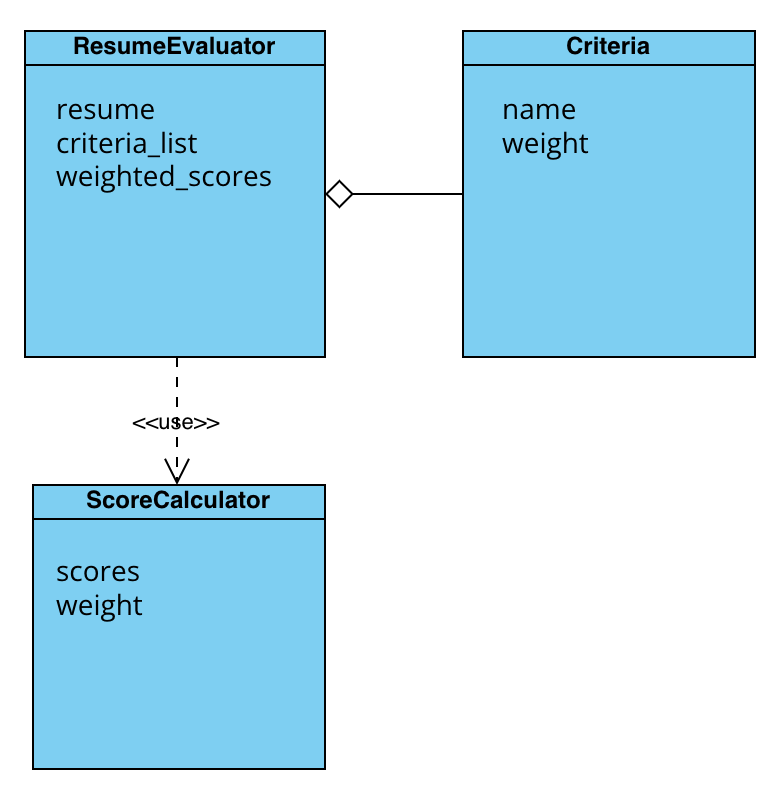 ResumeEvaluator
resume
criteria_list
weighted_scores
Criteria
name
weight
<<use>>
ScoreCalculator
scores
weight